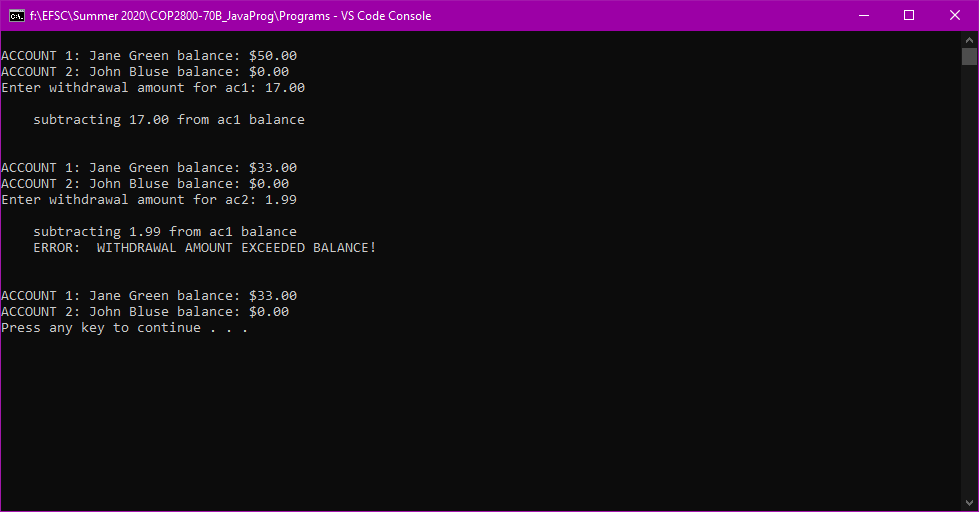 f:\EFSC\Summer 2020\COP2800-70B_JavaProg\Programs - VS Code Console
ACCOUNT 1: Jane Green balance: $50.00
ACCOUNT 2: John Bluse balance: $0.00
Enter withdrawal amount for ac1: 17.00
subtracting 17.00 from ac1 balance
ACCOUNT 1: Jane Green balance: $33.00
ACCOUNT 2: John Bluse balance: $0.00
Enter withdrawal amount for ac2: 1.99
subtracting 1.99 from ac1 balance
ERROR:  WITHDRAWAL AMOUNT EXCEEDED BALANCE!
ACCOUNT 1: Jane Green balance: $33.00
ACCOUNT 2: John Bluse balance: $0.00
Press any key to continue . . .